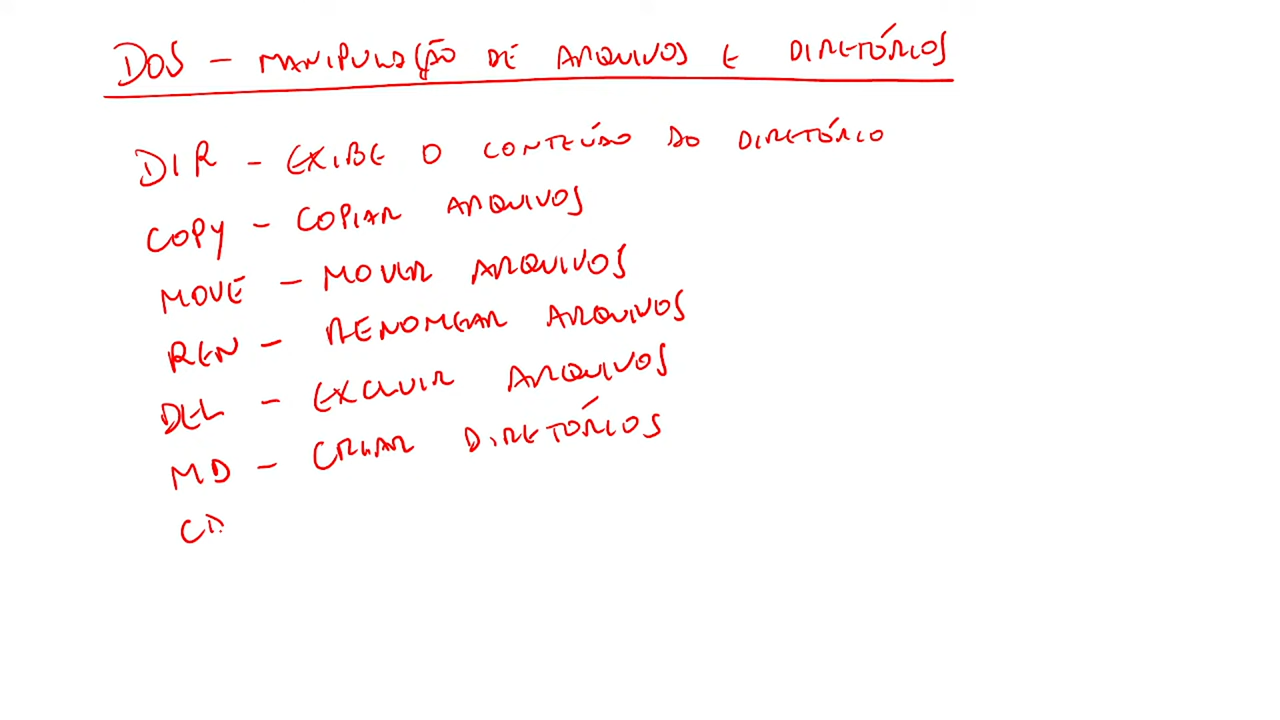 DOS - MANIPULAÇÃO DE ARQUIVOS E DIRETÓRIOS
DIR - EXIBE O CONTEÚDO DO DIRETÓRIO
COPY - COPIAR ARQUIVOS
MOVE - MOVER ARQUIVOS
REN - RENOMEAR ARQUIVOS
DEL - EXCLUIR ARQUIVOS
MD - CRIAR DIRETÓRIOS
CD